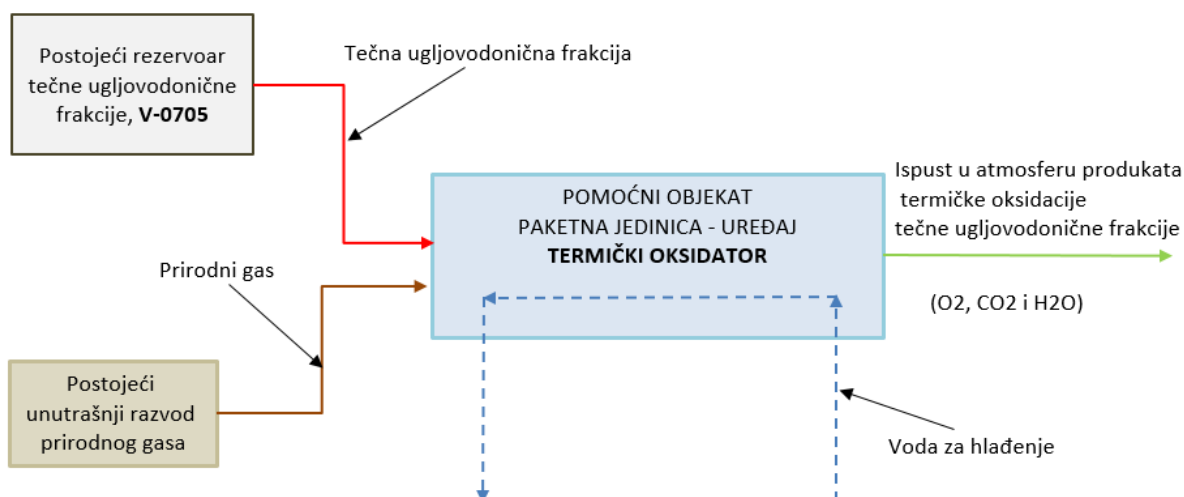 Postojeći rezervoar
tečne ugljovodonične
frakcije, V-0705
Tečna ugljovodonična frakcija
POMOĆNI OBJEKAT
PAKETNA JEDINICA - UREĐAJ
TERMIČKI OKSIDATOR
Ispust u atmosferu produkata
termičke oksidacije
tečne ugljovodonične frakcije
(O2, CO2 i H2O)
Prirodni gas
Postojeći
unutrašnji razvod
prirodnog gasa
Voda za hlađenje